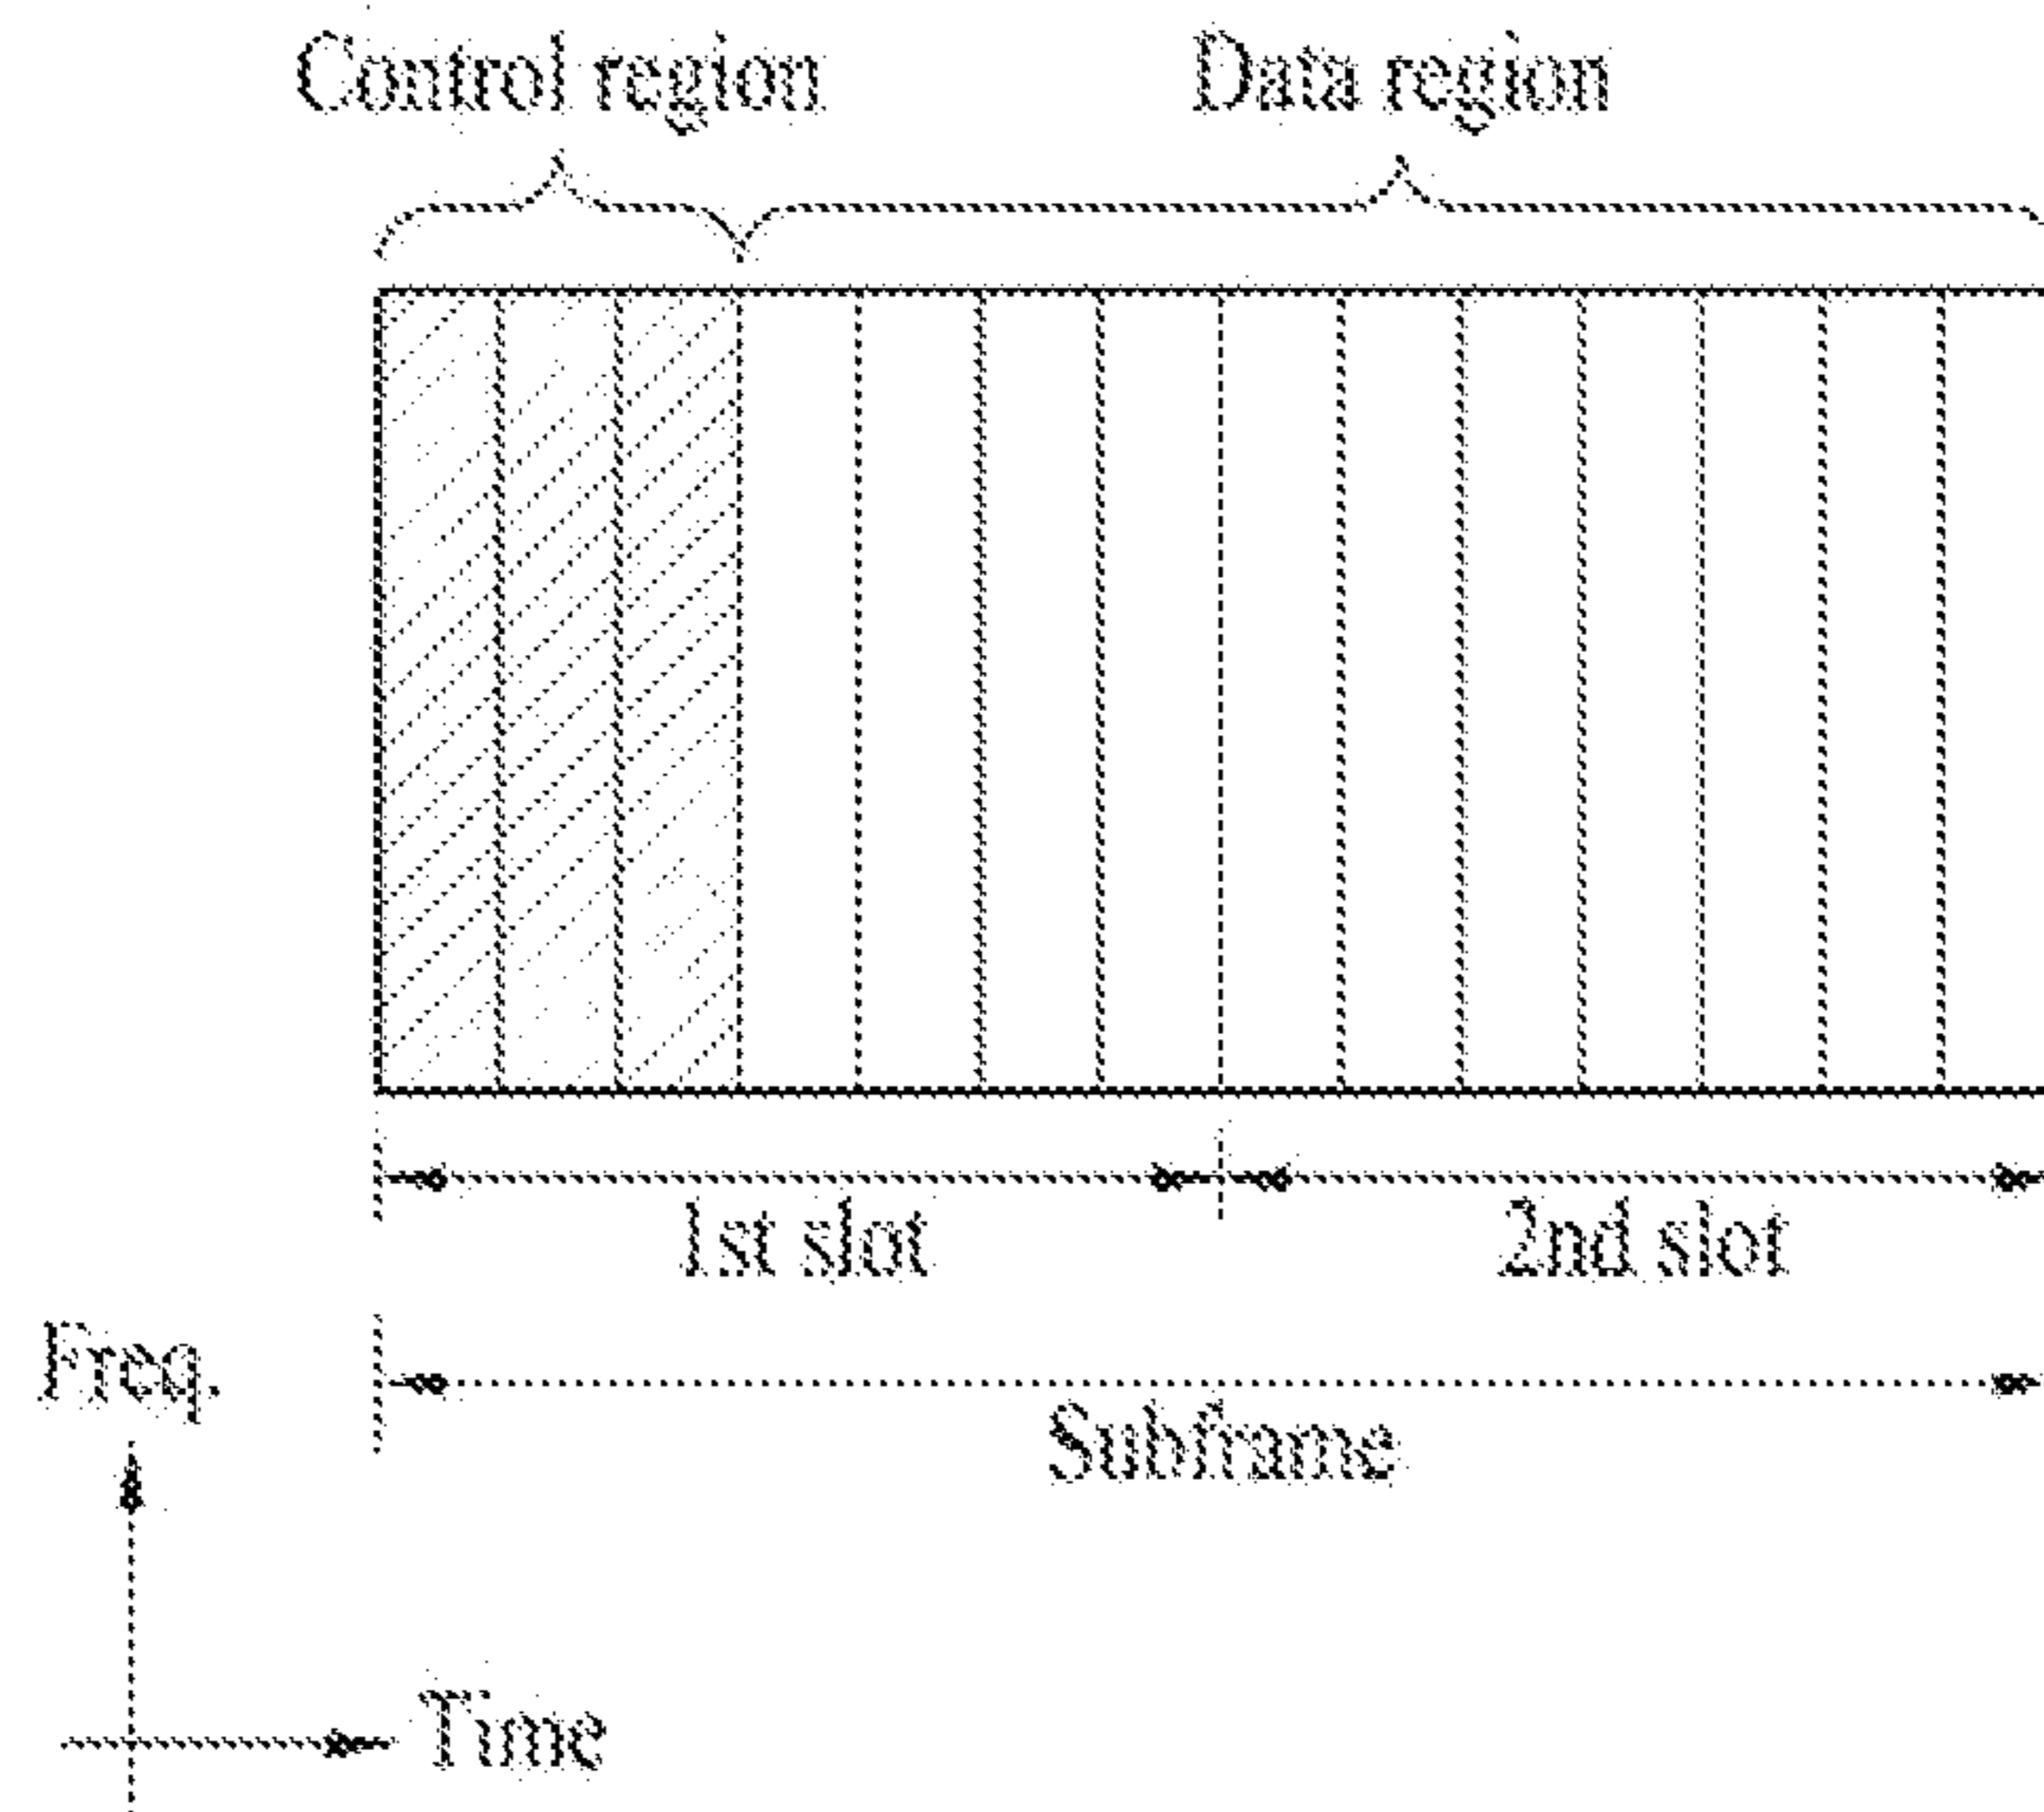 Control region Data region
1st slot 2nd slot
Freq.
Subframe
Time